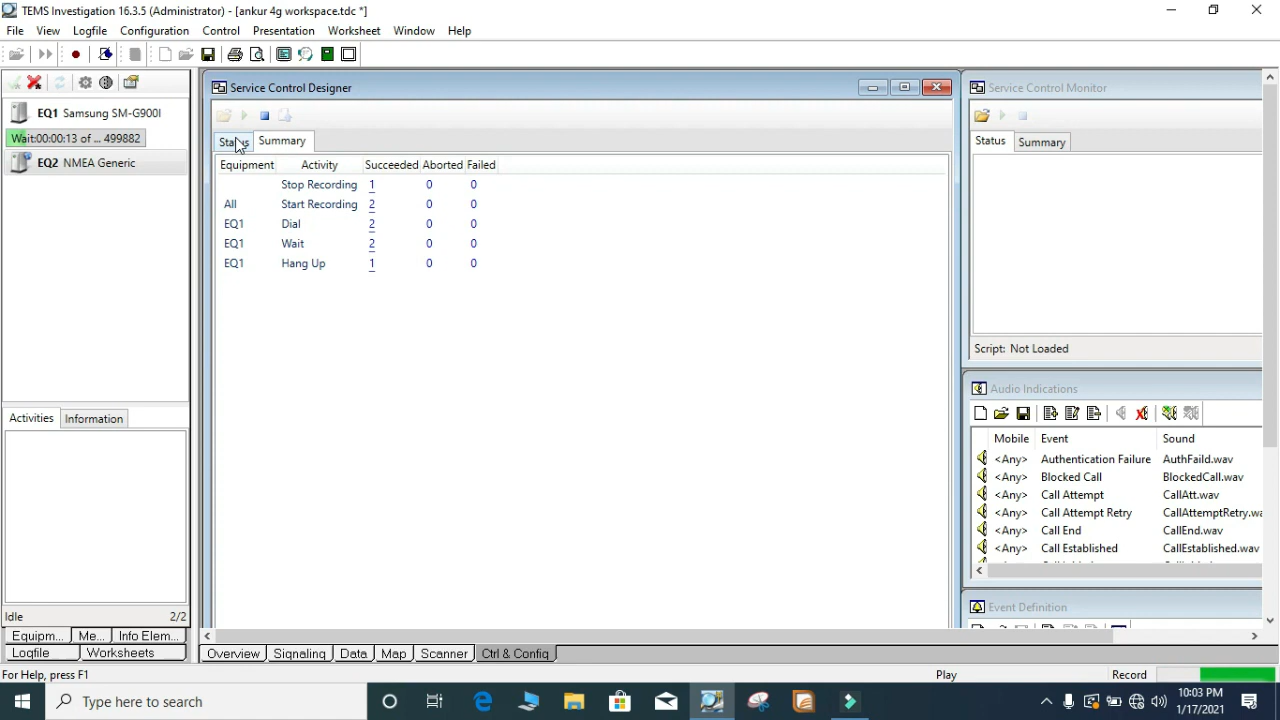 TEMS Investigation 16.3.5 (Administrator) - [ankur 4g workspace.tdc *]
File View Logfile Configuration Control Presentation Worksheet Window Help
EQ1 Samsung SM-G900I
Wait:00:00:13 of ... 499882
EQ2 NMEA Generic
Activities Information
Idle 2/2
Equipm... Me... Info Elem...
Logfile Worksheets
Service Control Designer
Status Summary
Equipment Activity Succeeded Aborted Failed
Stop Recording 1 0 0
All Start Recording 2 0 0
EQ1 Dial 2 0 0
EQ1 Wait 2 0 0
EQ1 Hang Up 1 0 0
Service Control Monitor
Status Summary
Script: Not Loaded
Audio Indications
Mobile Event Sound
<Any> Authentication Failure AuthFaild.wav
<Any> Blocked Call BlockedCall.wav
<Any> Call Attempt CallAtt.wav
<Any> Call Attempt Retry CallAttemptRetry.wa
<Any> Call End CallEnd.wav
<Any> Call Established CallEstablished.wav
Event Definition
Overview Signaling Data Map Scanner Ctrl & Config
For Help, press F1 Play Record
Type here to search
10:03 PM
1/17/2021